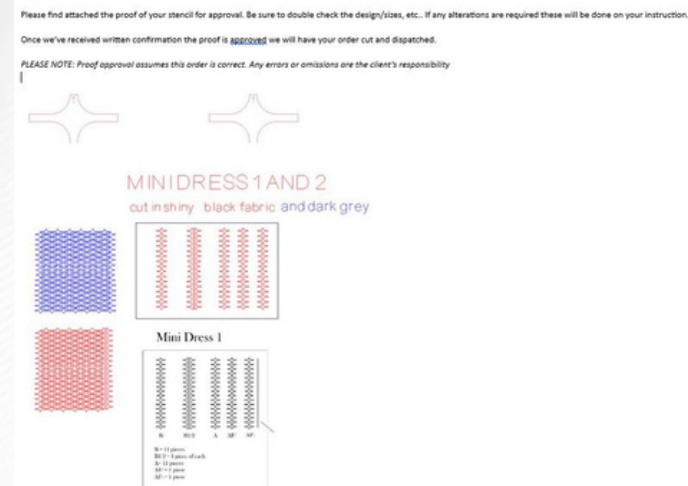 Please find attached the proof of your stencil for approval. Be sure to double check the design/sizes, etc.. If any alterations are required these will be done on your instruction.
Once we've received written confirmation the proof is approved we will have your order cut and dispatched.
PLEASE NOTE: Proof approval assumes this order is correct. Any errors or omissions are the client's responsibility
MINIDRESS 1 AND 2
cut in shiny black fabric and dark grey
Mini Dress 1